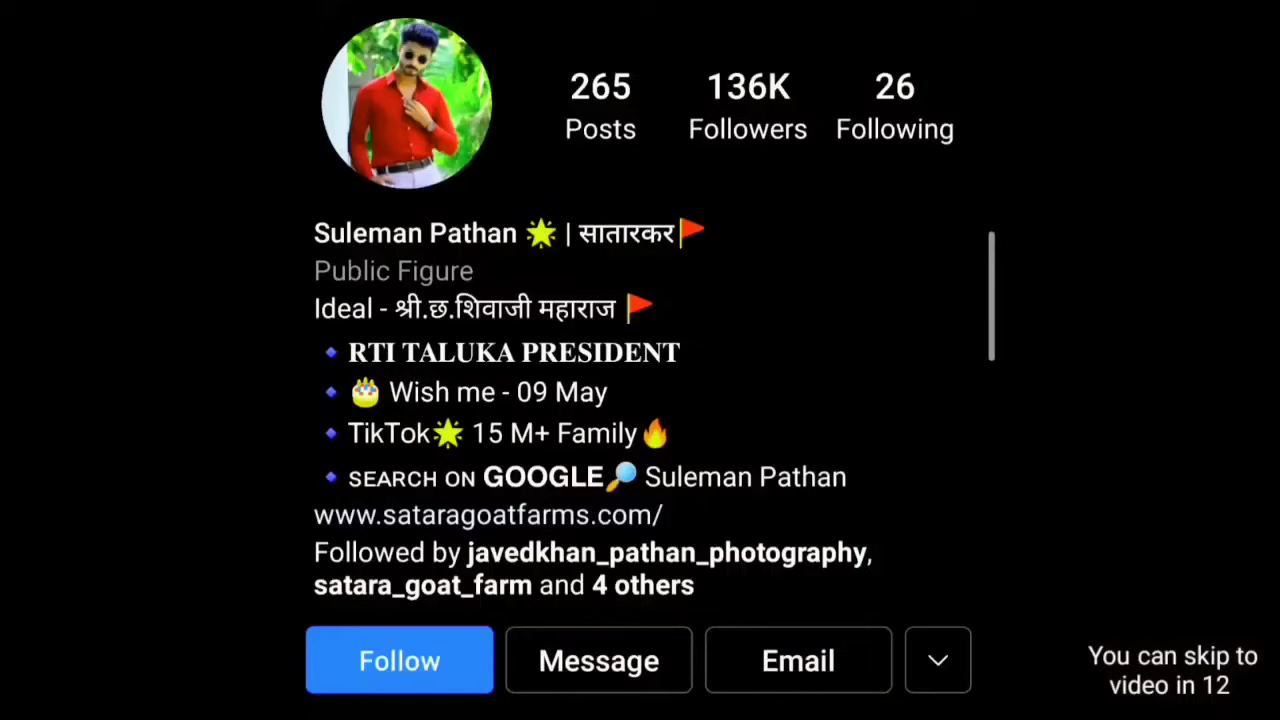 265 136K 26
Posts Followers Following
Suleman Pathan 🌟 | सातारकर🚩
Public Figure
Ideal - श्री.छ.शिवाजी महाराज 🚩
🔹𝐑𝐓𝐈 𝐓𝐀𝐋𝐔𝐊𝐀 𝐏𝐑𝐄𝐒𝐈𝐃𝐄𝐍𝐓
🔹🎂 Wish me - 09 May
🔹TikTok🌟 15 M+ Family🔥
🔹sᴇᴀʀᴄʜ ᴏɴ 𝗚𝗢𝗢𝗚𝗟𝗘🔎 Suleman Pathan
www.sataragoatfarms.com/
Followed by javedkhan_pathan_photography,
satara_goat_farm and 4 others
Follow Message Email
You can skip to
video in 12